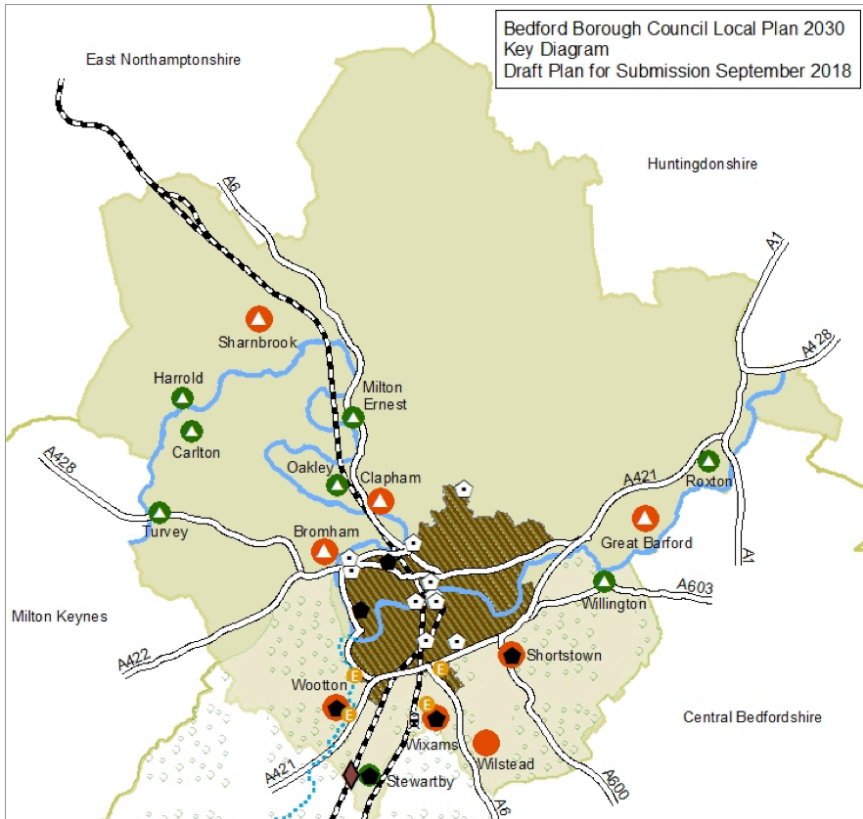 Bedford Borough Council Local Plan 2030
Key Diagram
Draft Plan for Submission September 2018
East Northamptonshire
Huntingdonshire
A6
A1
A428
Sharnbrook
Harrold
Milton
Ernest
Carlton
A428
Oakley
Clapham
A421
Roxton
Turvey
Bromham
Great Barford
A1
Milton Keynes
A422
Willington
A603
Shortstown
E
E
Wootton
E
E
Central Bedfordshire
Wixams
Wilstead
A421
Stewartby
A6
A600